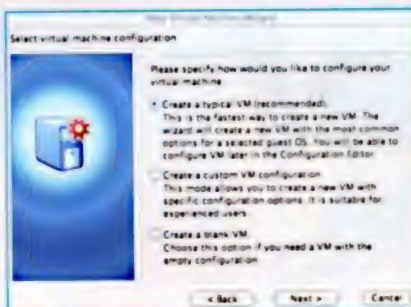 New Virtual Machine Wizard
Select virtual machine configuration
Please specify how would you like to configure your
virtual machine
Create a typical VM (recommended).
This is the fastest way to create a new VM. The
wizard will create a new VM with the most common
options for a selected guest OS. You will be able to
configure VM later in the Configuration Editor.
Create a custom VM configuration
This mode allows you to create a new VM with
specific configuration options. It is suitable for
experienced users.
Create a blank VM.
Choose this option if you need a VM with the
empty configuration
< Back
Next >
Cancel